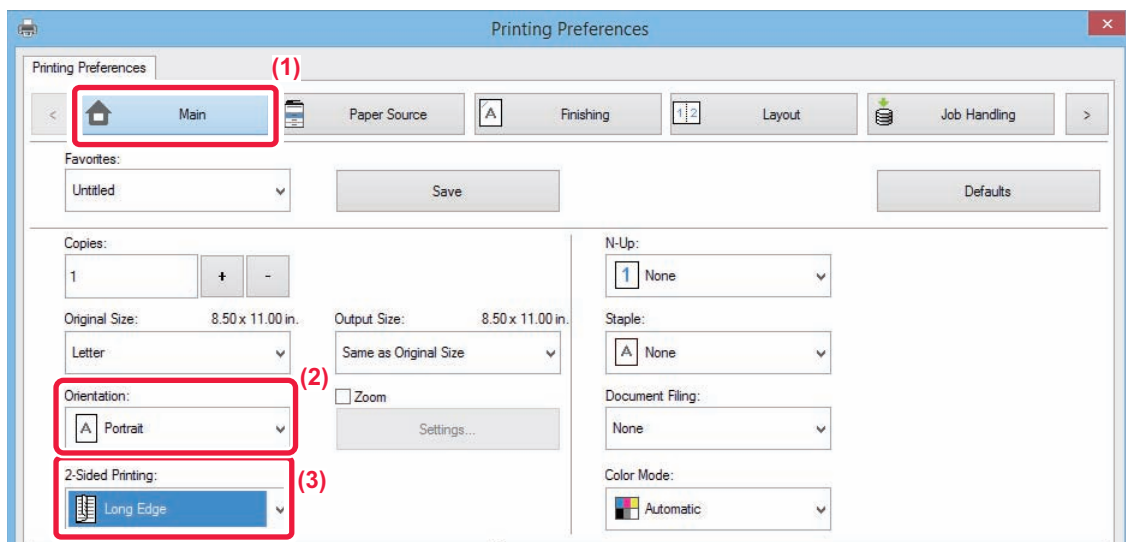 Printing Preferences
×
Printing Preferences
(1)
<
Main
Paper Source
A
Finishing
1 2
Layout
Job Handling
>
Favorites:
Untitled
Save
Defaults
Copies:
1
+
-
N-Up:
1 None
Original Size: 8.50 x 11.00 in.
Output Size: 8.50 x 11.00 in.
Staple:
Letter
Same as Original Size
A None
(2)
Orientation:
Zoom
Document Filing:
A Portrait
Settings...
None
2-Sided Printing:
(3)
Color Mode:
Long Edge
Automatic